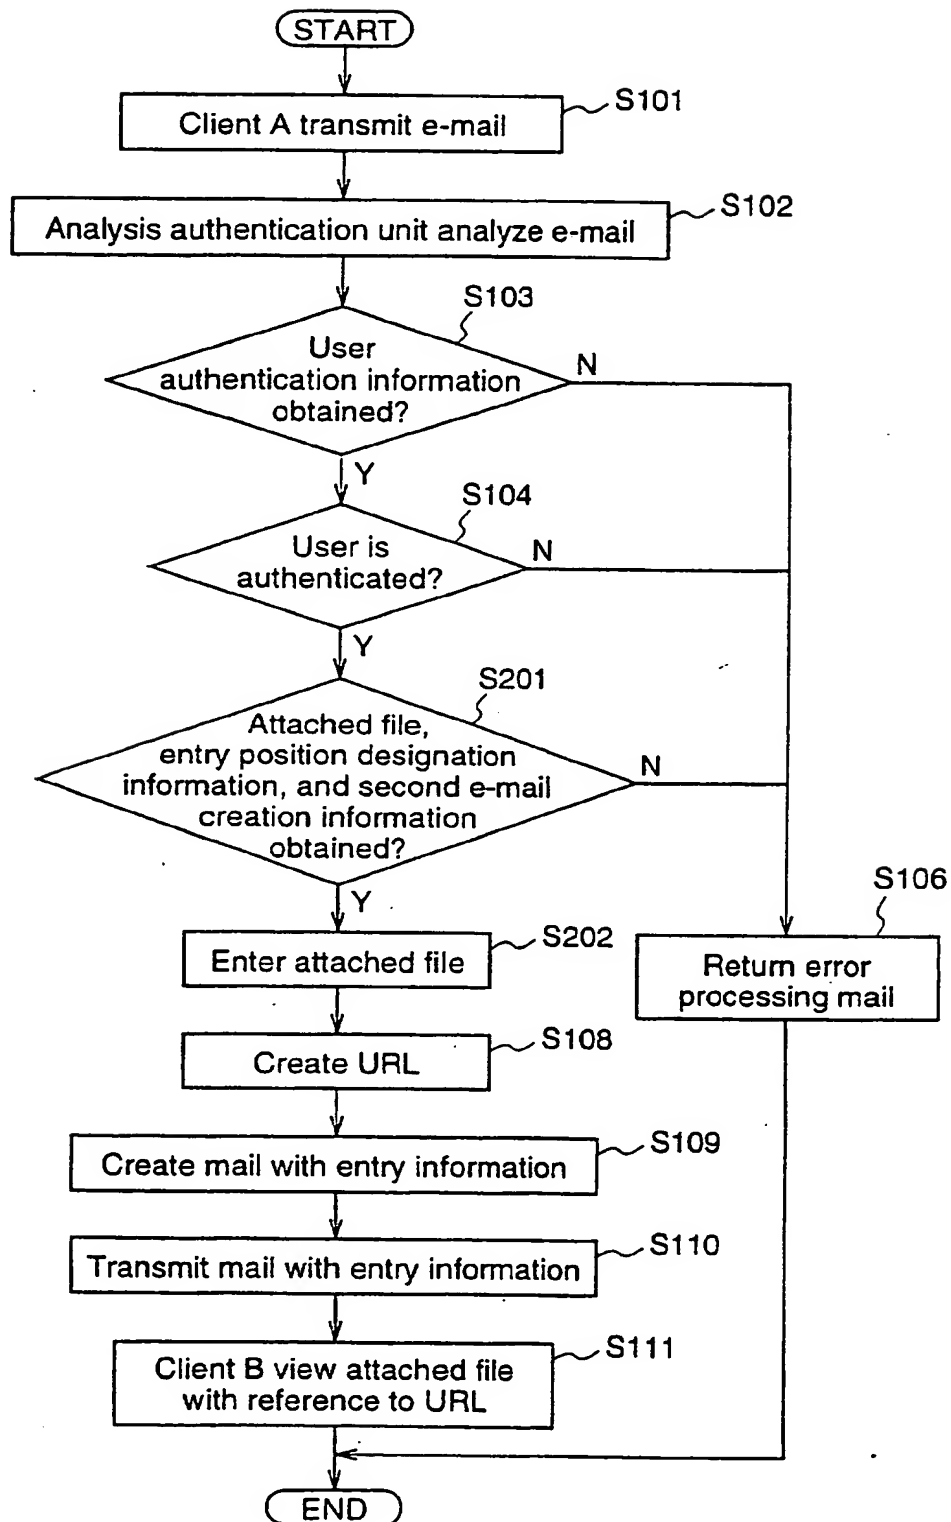 START
S101
Client A transmit e-mail
S102
Analysis authentication unit analyze e-mail
S103
User
authentication information
obtained?
N
Y
S104
User is
authenticated?
N
Y
S201
Attached file,
entry position designation
information, and second e-mail
creation information
obtained?
N
Y
S106
Return error
processing mail
S202
Enter attached file
S108
Create URL
S109
Create mail with entry information
S110
Transmit mail with entry information
S111
Client B view attached file
with reference to URL
END